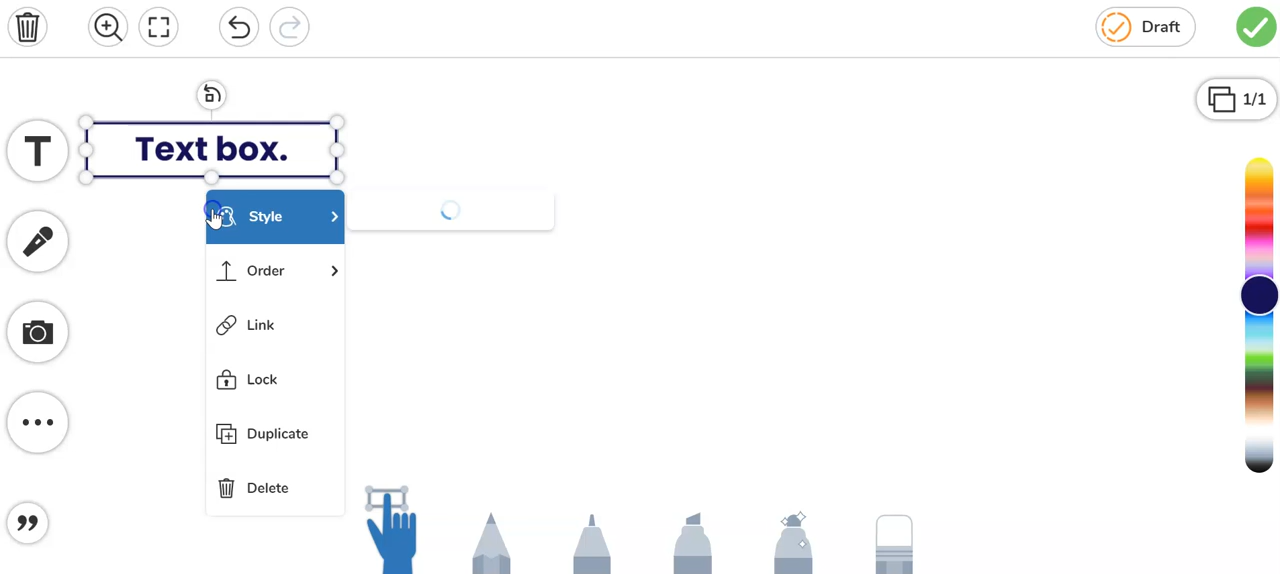 Draft
1/1
T
Text box.
Style
Order
Link
Lock
Duplicate
Delete